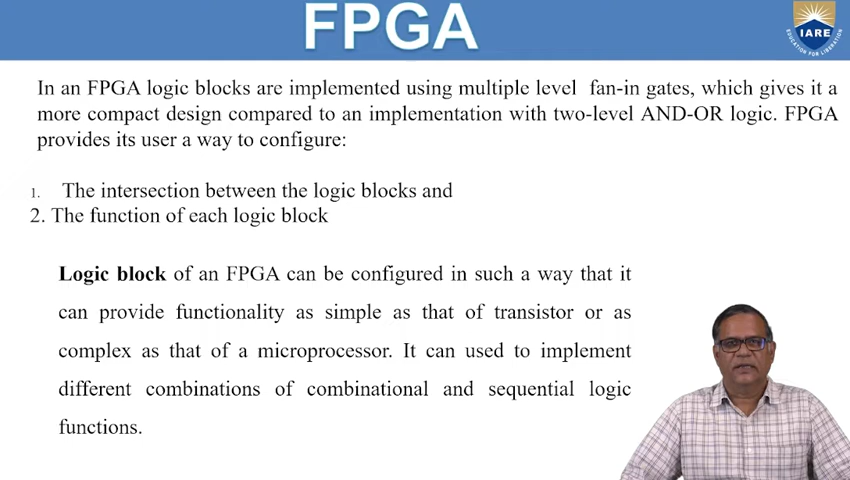 FPGA
IARE
EDUCATION FOR LIBERATION
In an FPGA logic blocks are implemented using multiple level fan-in gates, which gives it a
more compact design compared to an implementation with two-level AND-OR logic. FPGA
provides its user a way to configure:
1. The intersection between the logic blocks and
2. The function of each logic block
Logic block of an FPGA can be configured in such a way that it
can provide functionality as simple as that of transistor or as
complex as that of a microprocessor. It can used to implement
different combinations of combinational and sequential logic
functions.